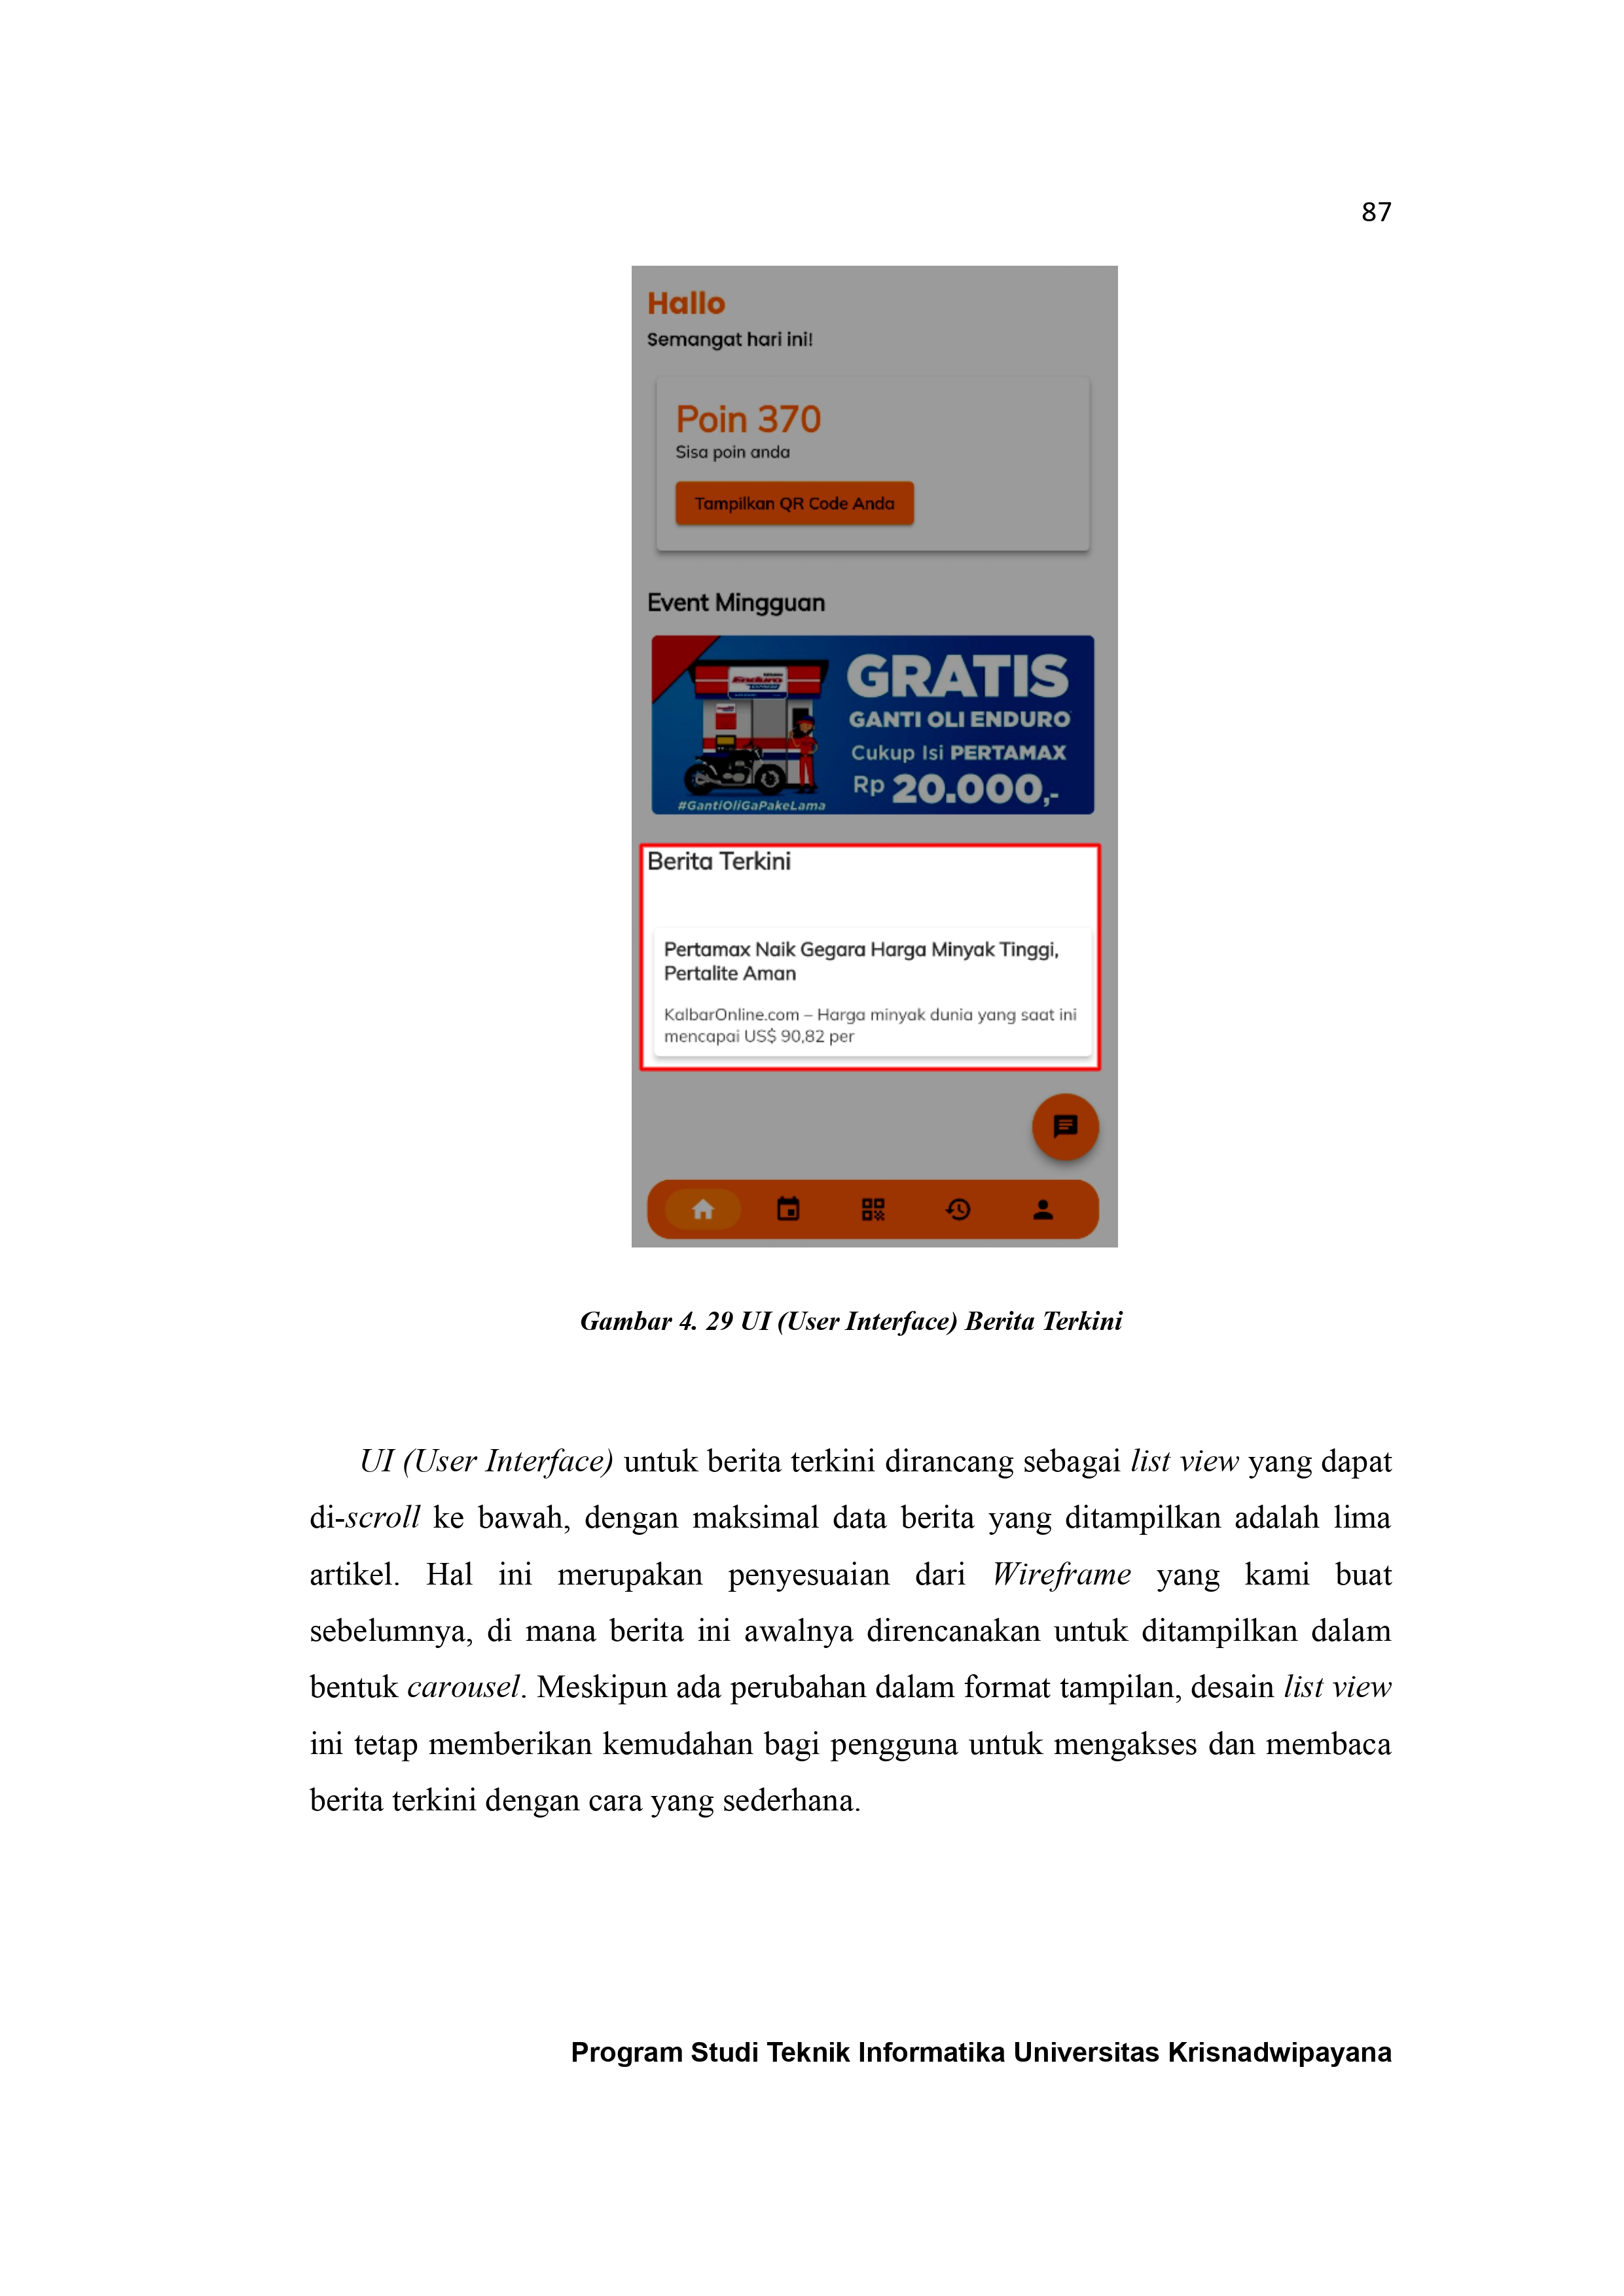 87
Hallo
Semangat hari ini!
Poin 370
Sisa poin anda
Tampilkan QR Code Anda
Event Mingguan
Enduro
GRATIS
GANTI OLI ENDURO
Cukup Isi PERTAMAX
Rp 20.000,-
#GantiOliGaPakeLama
Berita Terkini
Pertamax Naik Gegara Harga Minyak Tinggi,
Pertalite Aman
KalbarOnline.com – Harga minyak dunia yang saat ini
mencapai US$ 90,82 per
Gambar 4. 29 UI (User Interface) Berita Terkini
UI (User Interface) untuk berita terkini dirancang sebagai list view yang dapat
di-scroll ke bawah, dengan maksimal data berita yang ditampilkan adalah lima
artikel. Hal ini merupakan penyesuaian dari Wireframe yang kami buat
sebelumnya, di mana berita ini awalnya direncanakan untuk ditampilkan dalam
bentuk carousel. Meskipun ada perubahan dalam format tampilan, desain list view
ini tetap memberikan kemudahan bagi pengguna untuk mengakses dan membaca
berita terkini dengan cara yang sederhana.
Program Studi Teknik Informatika Universitas Krisnadwipayana